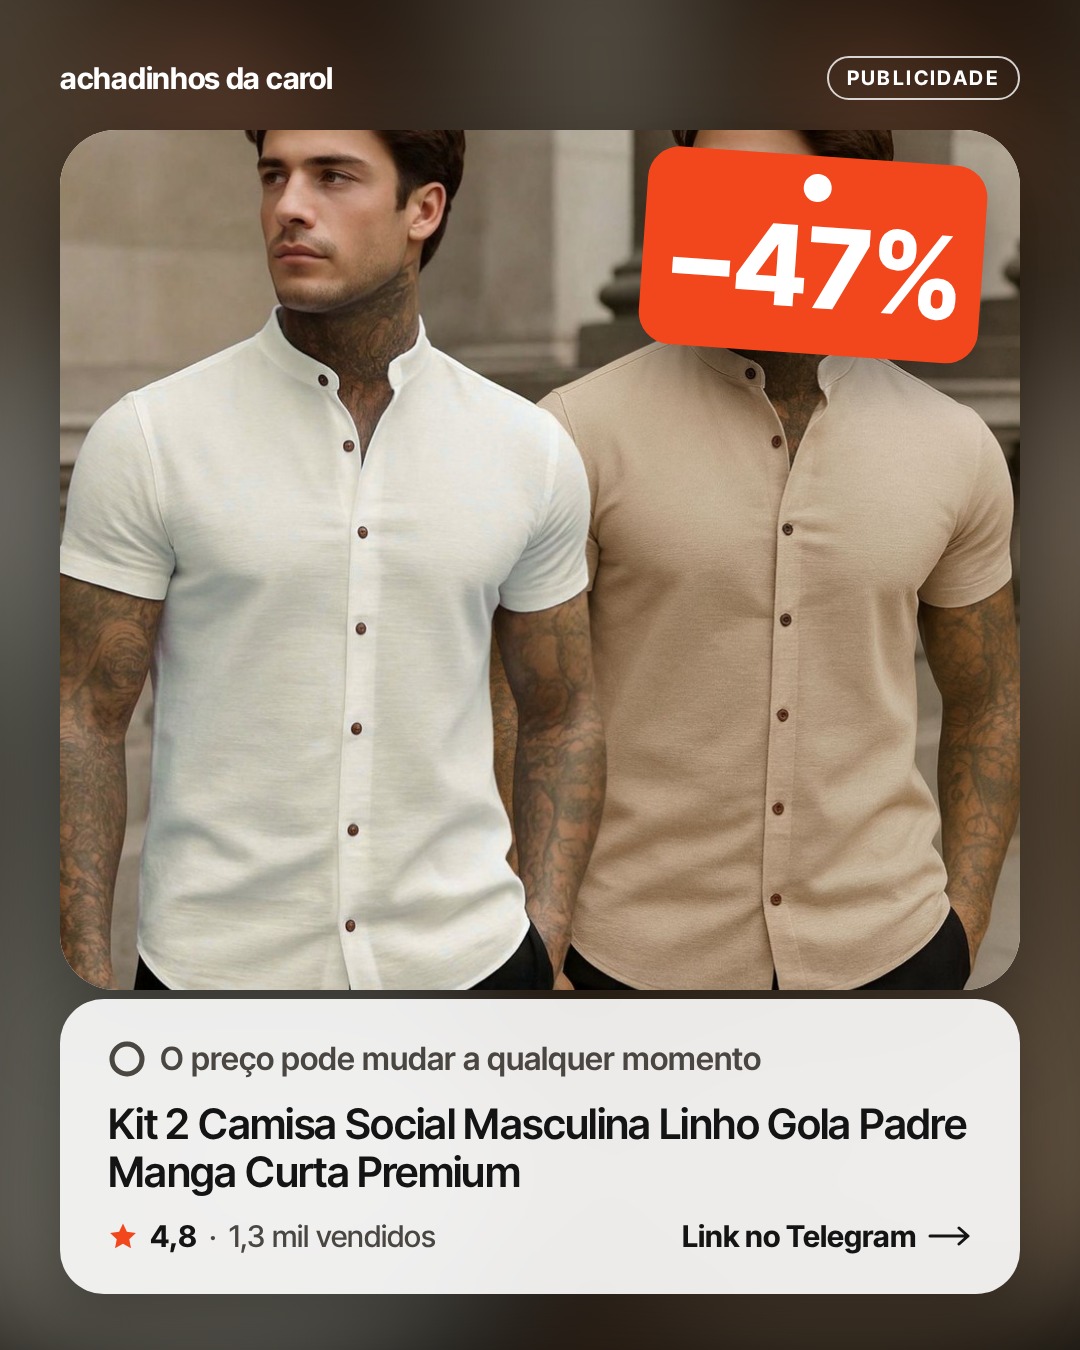 achadinhos da carol
PUBLICIDADE
−47%
O preço pode mudar a qualquer momento
Kit 2 Camisa Social Masculina Linho Gola Padre
Manga Curta Premium
4,8 · 1,3 mil vendidos
Link no Telegram →